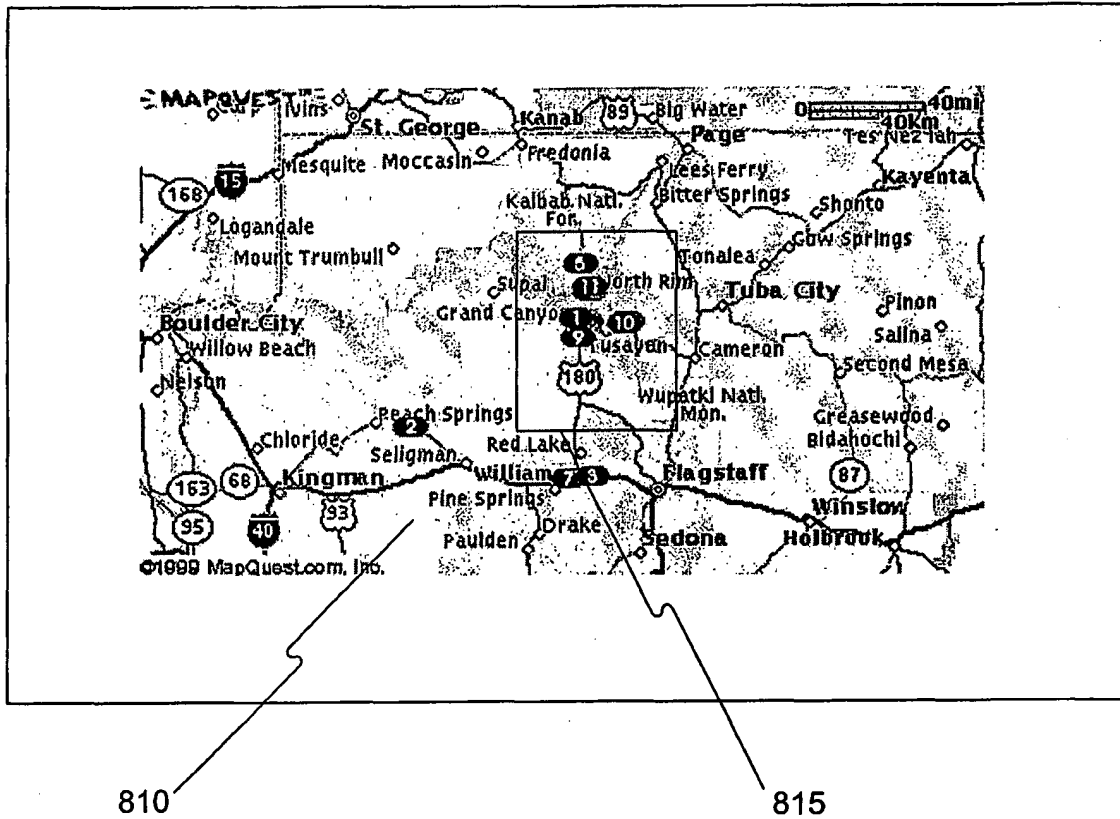 MAPQUEST
Ivins
St. George
Kanab
89
Big Water
0 40mi
40Km
Page
Tes Nez Iah
Mesquite
Moccasin
Fredonia
Lees Ferry
Kayenta
168
15
Kaibab Natl.
For.
Bitter Springs
Shonto
Logandale
Mount Trumbull
Tonalea
Cow Springs
6
Supai
11
North Rim
Tuba City
Pinon
Grand Canyo
1
10
Boulder City
9
Tusayan
Salina
Willow Beach
Cameron
Second Mesa
Nelson
180
Wupatki Natl.
Mon.
Peach Springs
2
Greasewood
Chloride
Seligman
Red Lake
Bidahochi
163
68
Kingman
William
7
3
Flagstaff
87
Pine Springs
Winslow
95
40
93
Paulden
Drake
Sedona
Holbrook
©1999 MapQuest.com, Inc.
810
815